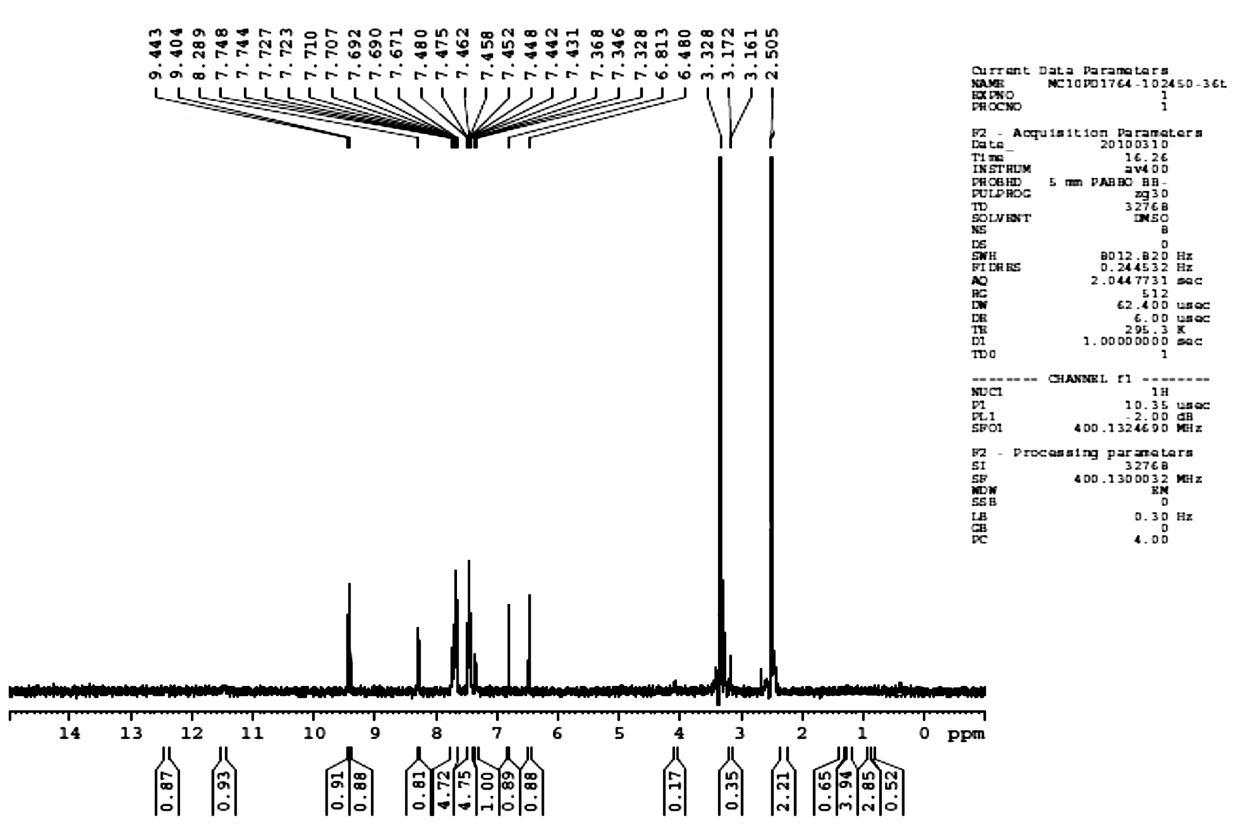 9.443
9.404
8.289
7.748
7.744
7.727
7.723
7.710
7.707
7.692
7.690
7.671
7.480
7.475
7.462
7.458
7.452
7.448
7.442
7.431
7.368
7.346
7.328
6.813
6.480
3.328
3.172
3.161
2.505
Current Data Parameters
NAME MC10PD1764-102450-36t
EXPNO 1
PROCNO 1
F2 - Acquisition Parameters
Date_ 20100310
Time 16.26
INSTRUM av400
PROBHD 5 mm PABBO BB-
PULPROG zg30
TD 32768
SOLVENT DMSO
NS 8
DS 0
SWH 8012.820 Hz
FIDRES 0.244532 Hz
AQ 2.0447731 sec
RG 512
DW 62.400 usec
DE 6.00 usec
TE 295.3 K
D1 1.00000000 sec
TD0 1
-------- CHANNEL f1 --------
NUC1 1H
P1 10.35 usec
PL1 -2.00 dB
SFO1 400.1324690 MHz
F2 - Processing parameters
SI 32768
SF 400.1300032 MHz
WDW EM
SSB 0
LB 0.30 Hz
GB 0
PC 4.00
14 13 12 11 10 9 8 7 6 5 4 3 2 1 0 ppm
0.87
0.93
0.91
0.88
0.81
4.72
4.75
1.00
0.89
0.88
0.17
0.35
2.21
0.65
3.94
2.85
0.52